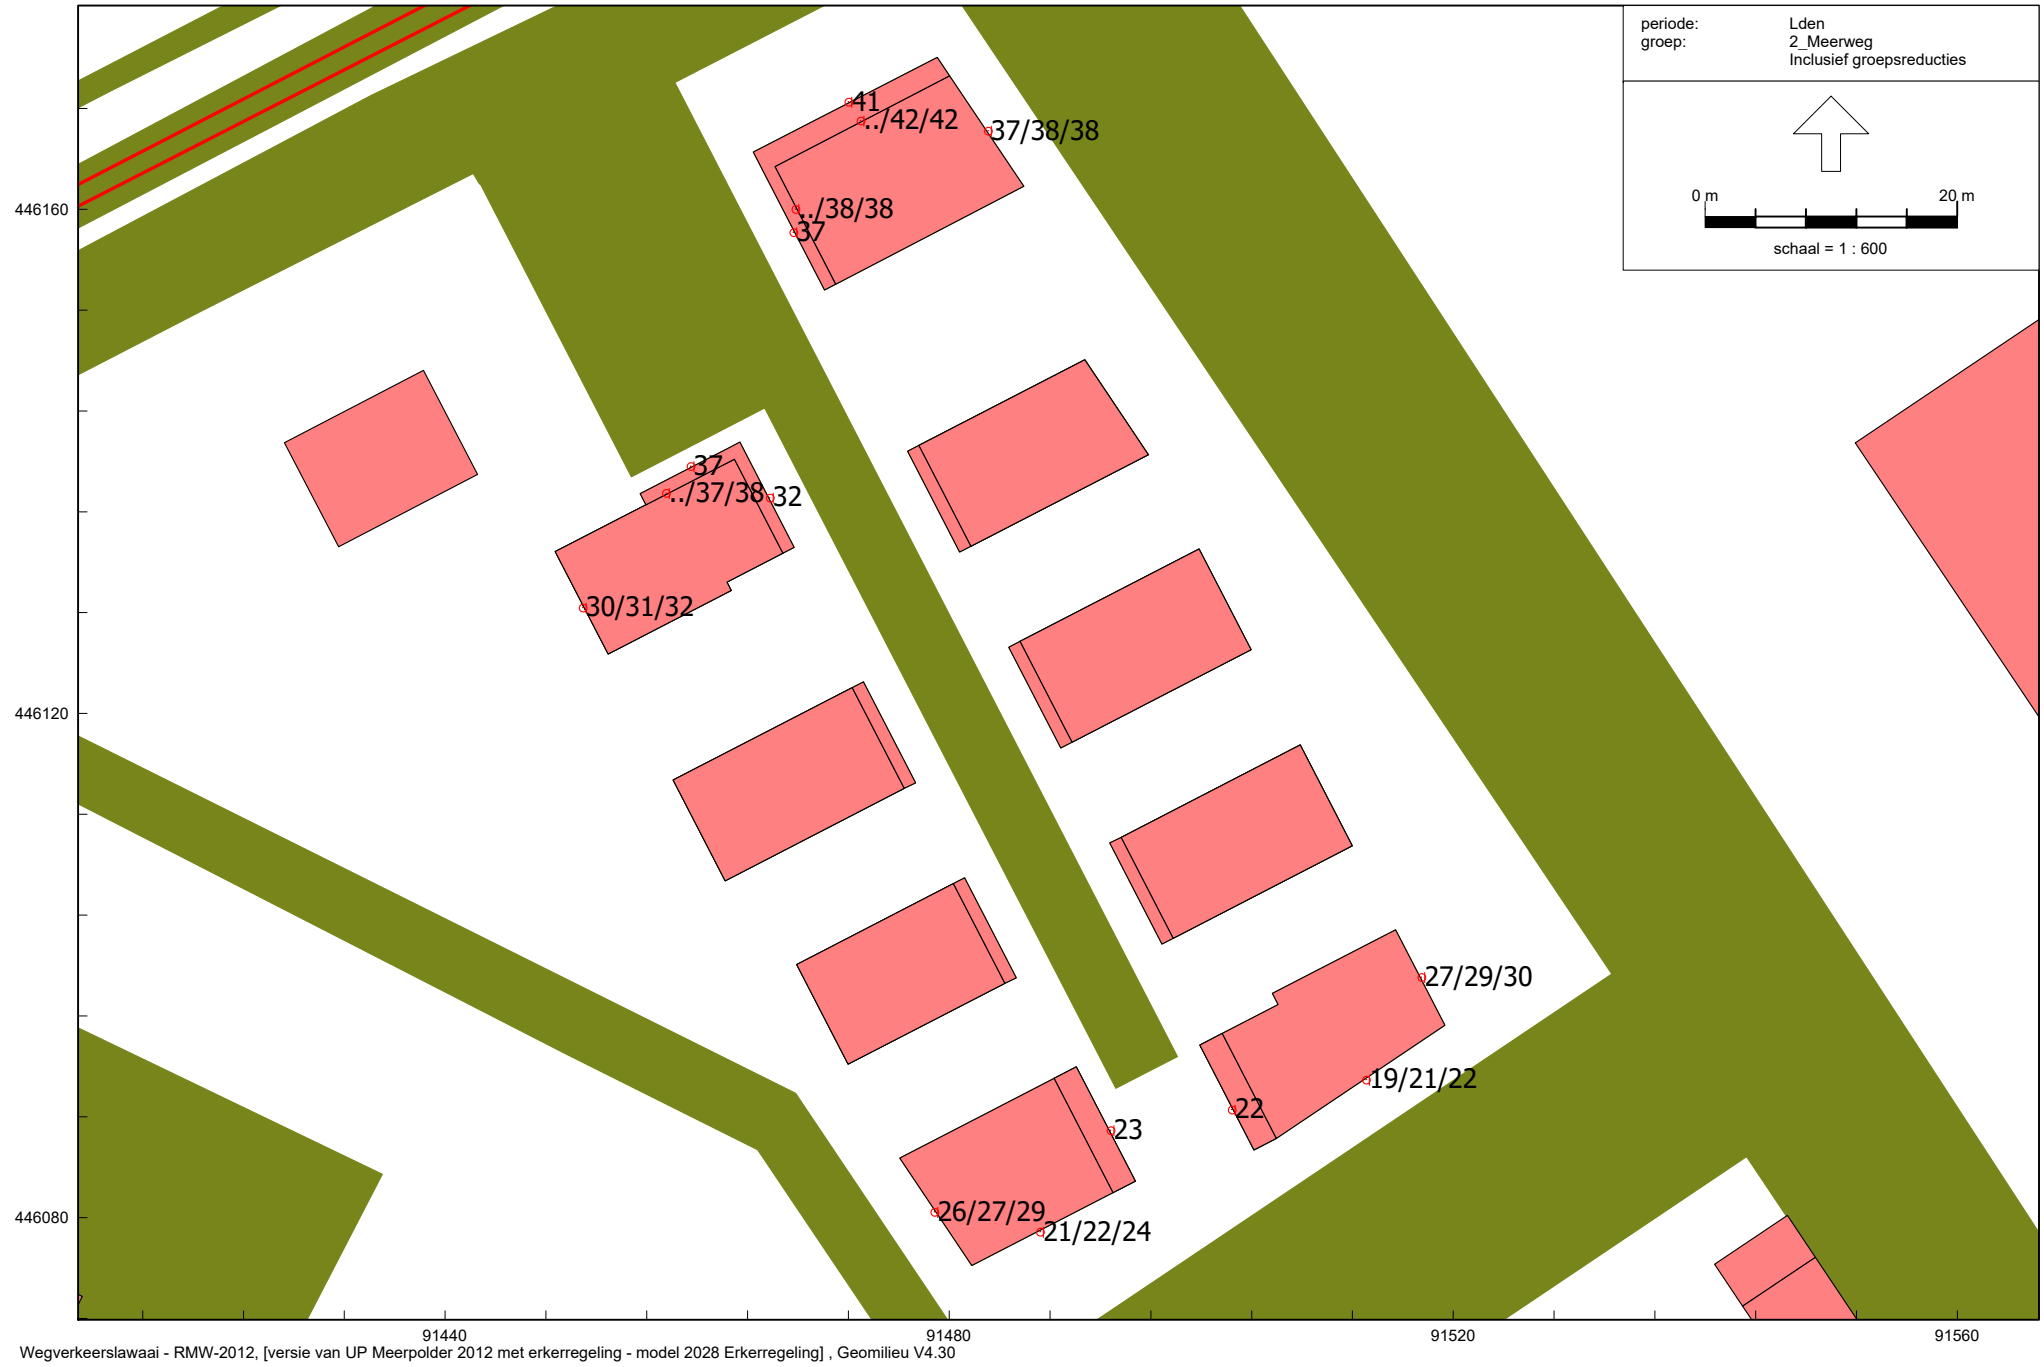 periode: Lden
groep: 2_Meerweg
Inclusief groepsreducties
0 m 20 m
schaal = 1 : 600
41
../42/42
37/38/38
../38/38
37
446160
37
../37/38
32
30/31/32
446120
27/29/30
19/21/22
22
23
26/27/29
21/22/24
446080
91440 91480 91520 91560
Wegverkeerslawaai - RMW-2012, [versie van UP Meerpolder 2012 met erkerregeling - model 2028 Erkerregeling] , Geomilieu V4.30